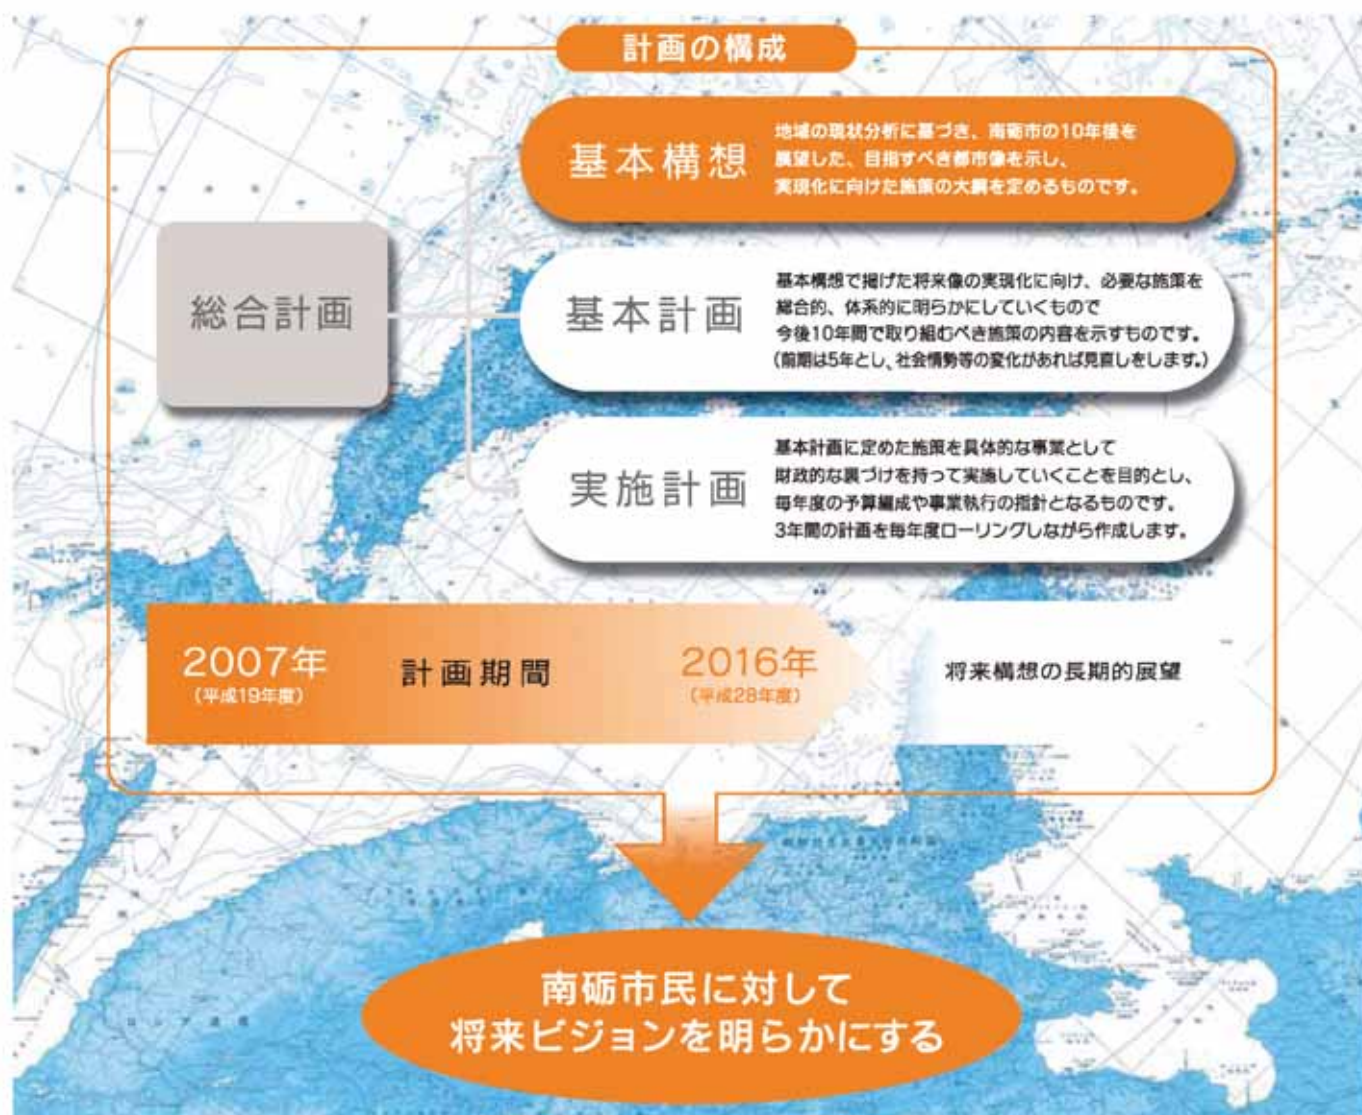 計画の構成
基本構想
地域の現状分析に基づき、南砺市の10年後を
展望した、目指すべき都市像を示し、
実現化に向けた施策の大綱を定めるものです。
総合計画
基本計画
基本構想で掲げた将来像の実現化に向け、必要な施策を
総合的、体系的に明らかにしていくもので
今後10年間で取り組むべき施策の内容を示すものです。
(前期は5年とし、社会情勢等の変化があれば見直しをします。)
実施計画
基本計画に定めた施策を具体的な事業として
財政的な裏づけを持って実施していくことを目的とし、
毎年度の予算編成や事業執行の指針となるものです。
3年間の計画を毎年度ローリングしながら作成します。
2007年
(平成19年度)
計画期間
2016年
(平成28年度)
将来構想の長期的展望
南砺市民に対して
将来ビジョンを明らかにする